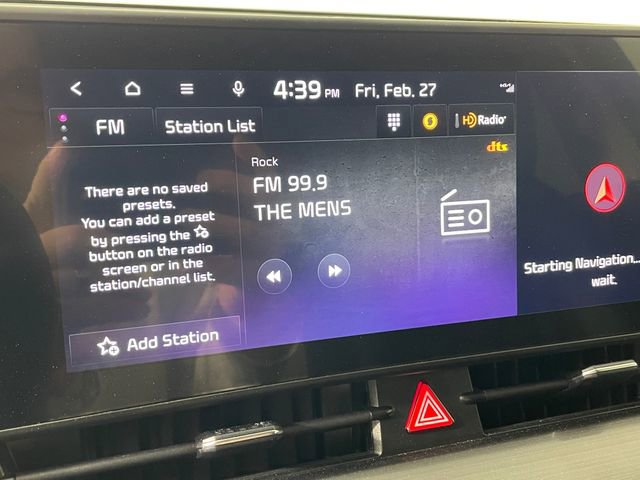 4:39 PM Fri, Feb. 27
FM Station List HD Radio
dts
Rock
FM 99.9
THE MENS
There are no saved
presets.
You can add a preset
by pressing the
button on the radio
screen or in the
station/channel list.
Add Station
Starting Navigation...
wait.